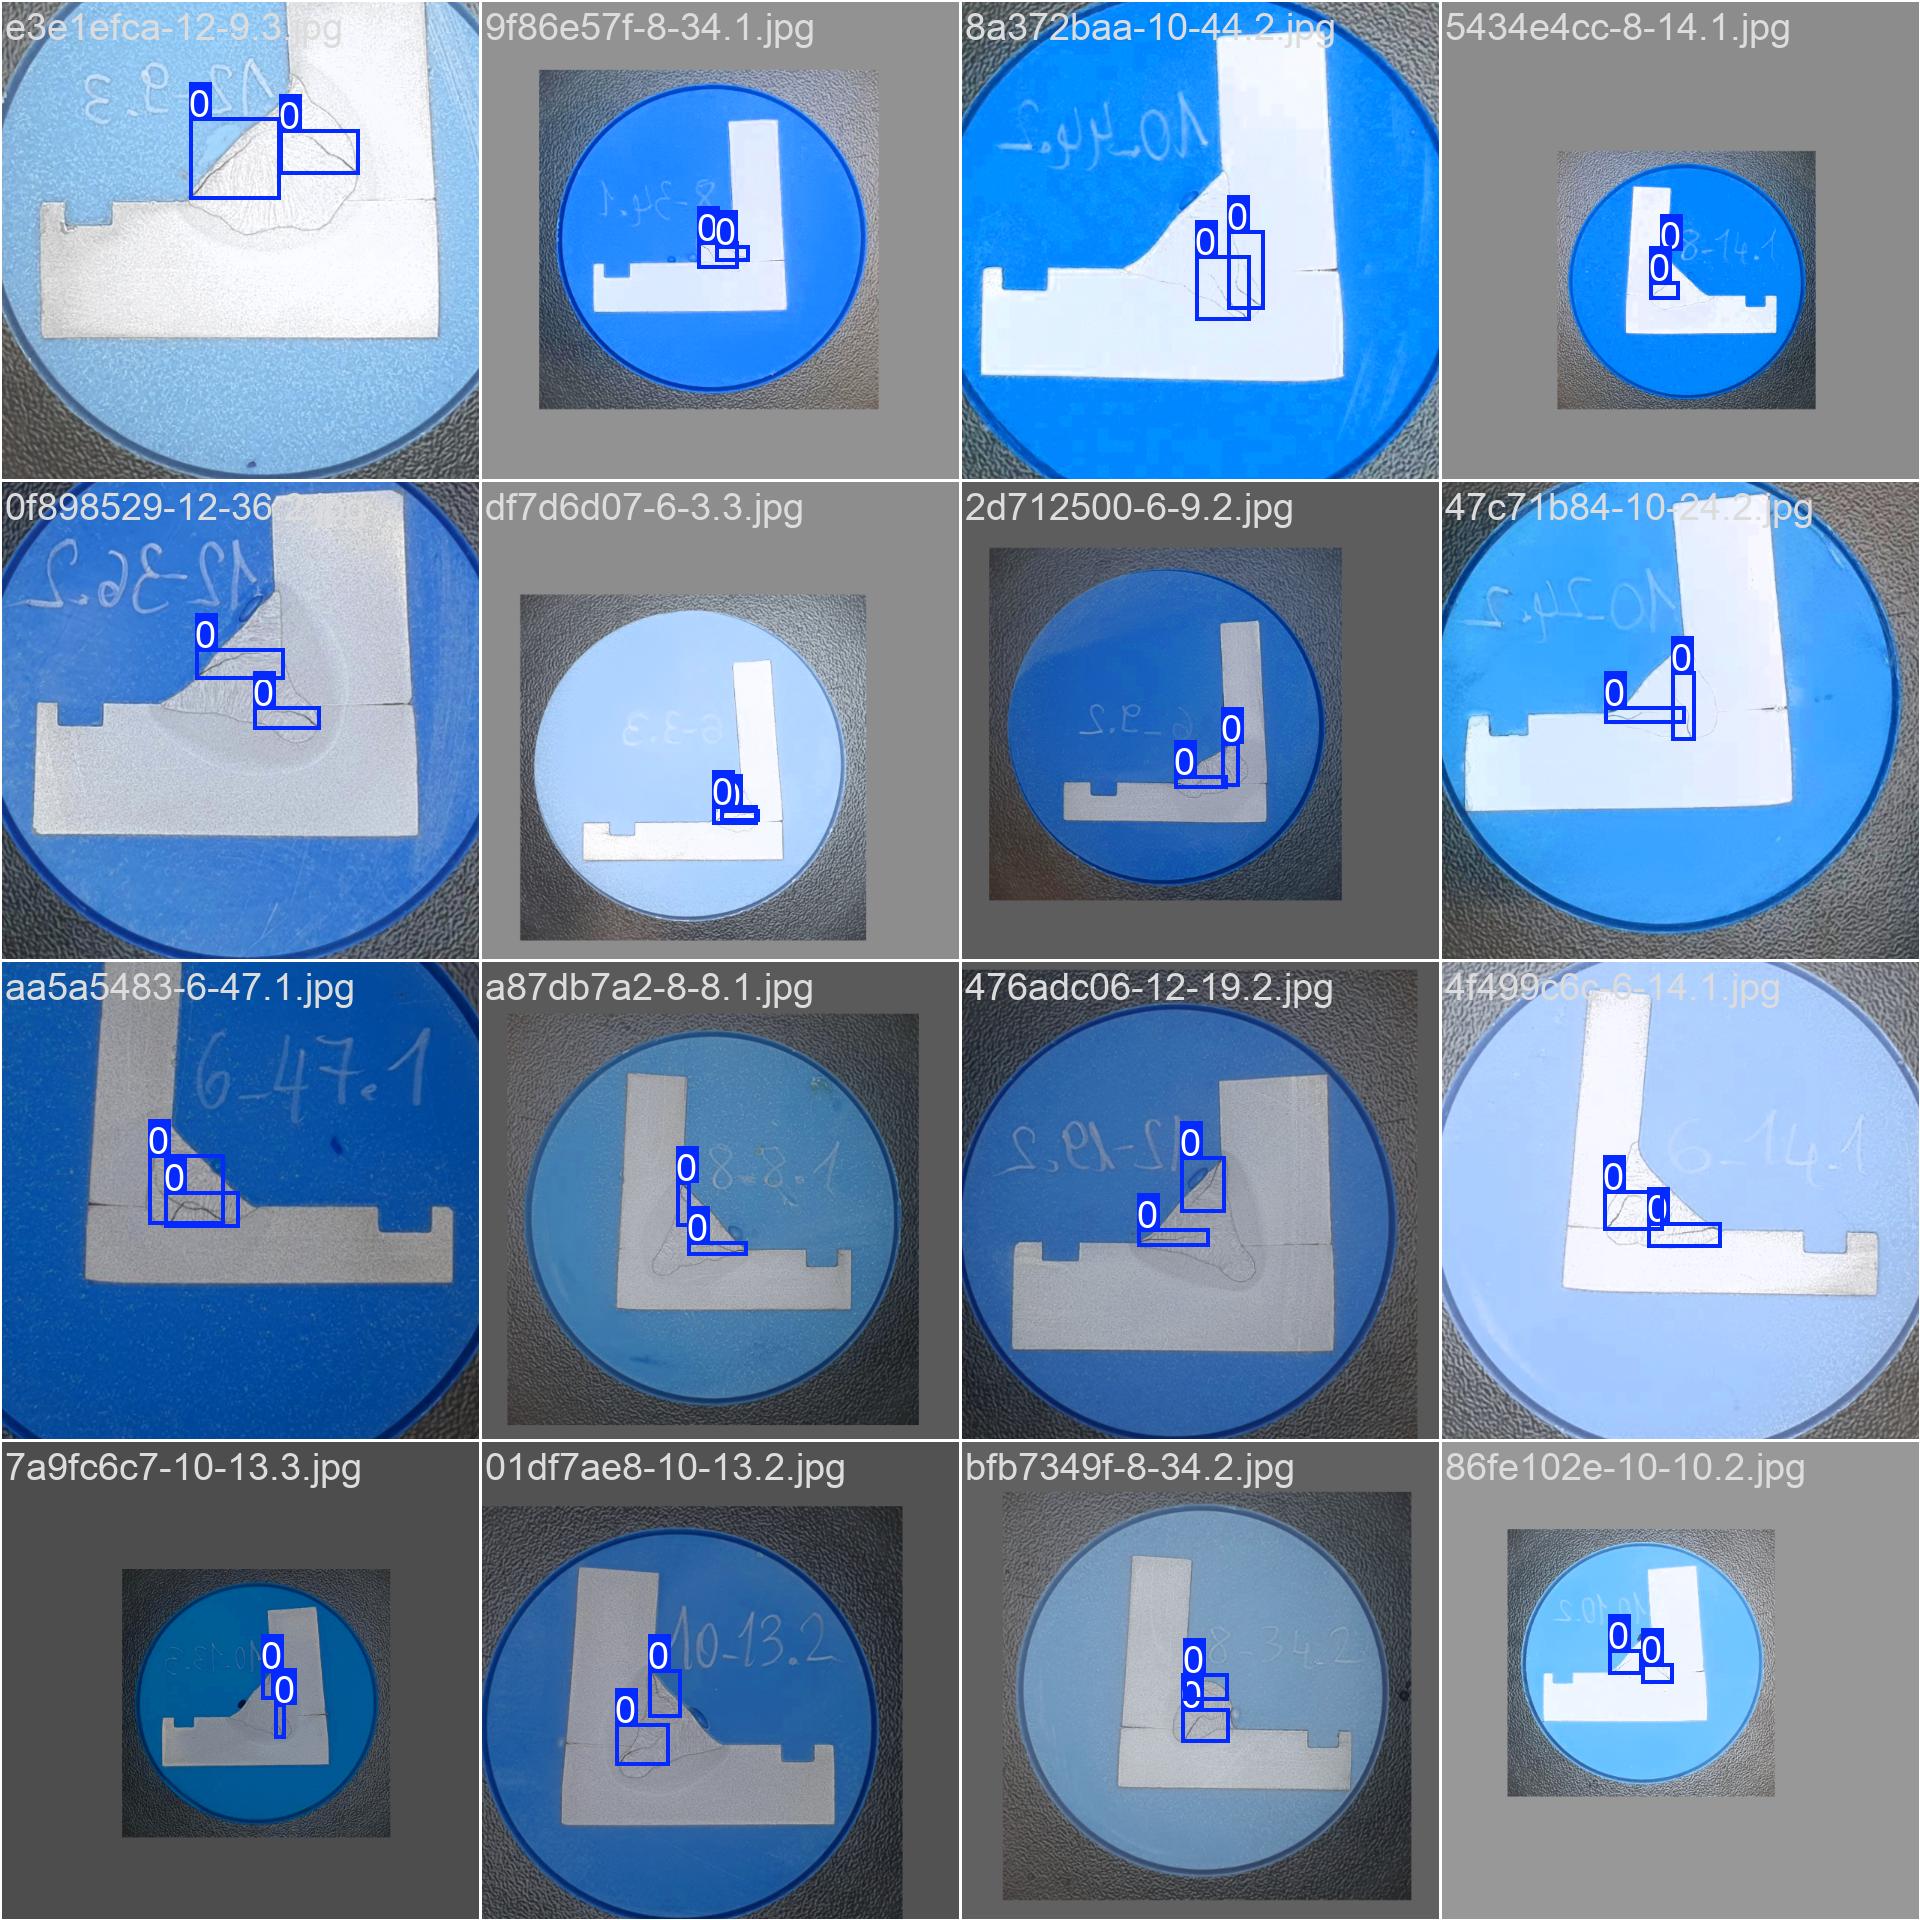 e3e1efca-12-9.3.jpg
9f86e57f-8-34.1.jpg
8a372baa-10-44.2.jpg
5434e4cc-8-14.1.jpg
12-9.3
0
0
8-34.1
0
0
10-44.2
0
0
8-14.1
0
0
0f898529-12-36.2.jpg
df7d6d07-6-3.3.jpg
2d712500-6-9.2.jpg
47c71b84-10-24.2.jpg
12-36.2
0
0
6-3.3
0
6-9.2
0
0
10-24.2
0
0
aa5a5483-6-47.1.jpg
a87db7a2-8-8.1.jpg
476adc06-12-19.2.jpg
4f499c6c-6-14.1.jpg
6-47.1
0
0
8-8.1
0
0
12-19.2
0
0
6-14.1
0
0
7a9fc6c7-10-13.3.jpg
01df7ae8-10-13.2.jpg
bfb7349f-8-34.2.jpg
86fe102e-10-10.2.jpg
10-13.3
0
0
10-13.2
0
0
8-34.2
0
0
10-10.2
0
0